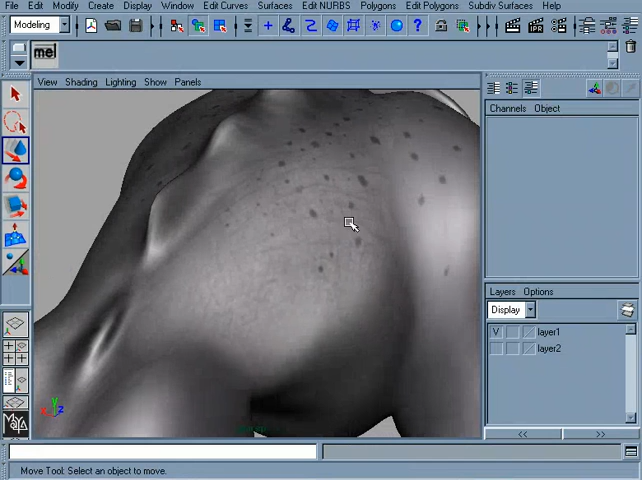 File Edit Modify Create Display Window Edit Curves Surfaces Edit NURBS Polygons Edit Polygons Subdiv Surfaces Help
Modeling
mel
View Shading Lighting Show Panels
Channels Object
Layers Options
Display
V layer1
layer2
y
x z
MAYA
<< >>
Move Tool: Select an object to move.